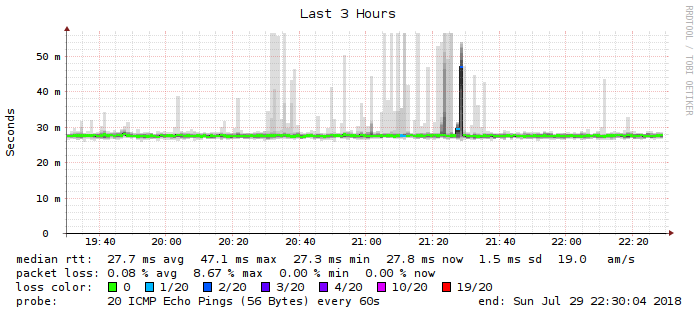 Last 3 Hours
RRDTOOL / TOBI OETIKER
Seconds
50 m
40 m
30 m
20 m
10 m
0
19:40 20:00 20:20 20:40 21:00 21:20 21:40 22:00 22:20
median rtt: 27.7 ms avg 47.1 ms max 27.3 ms min 27.8 ms now 1.5 ms sd 19.0 am/s
packet loss: 0.08 % avg 8.67 % max 0.00 % min 0.00 % now
loss color: 0 1/20 2/20 3/20 4/20 10/20 19/20
probe: 20 ICMP Echo Pings (56 Bytes) every 60s end: Sun Jul 29 22:30:04 2018